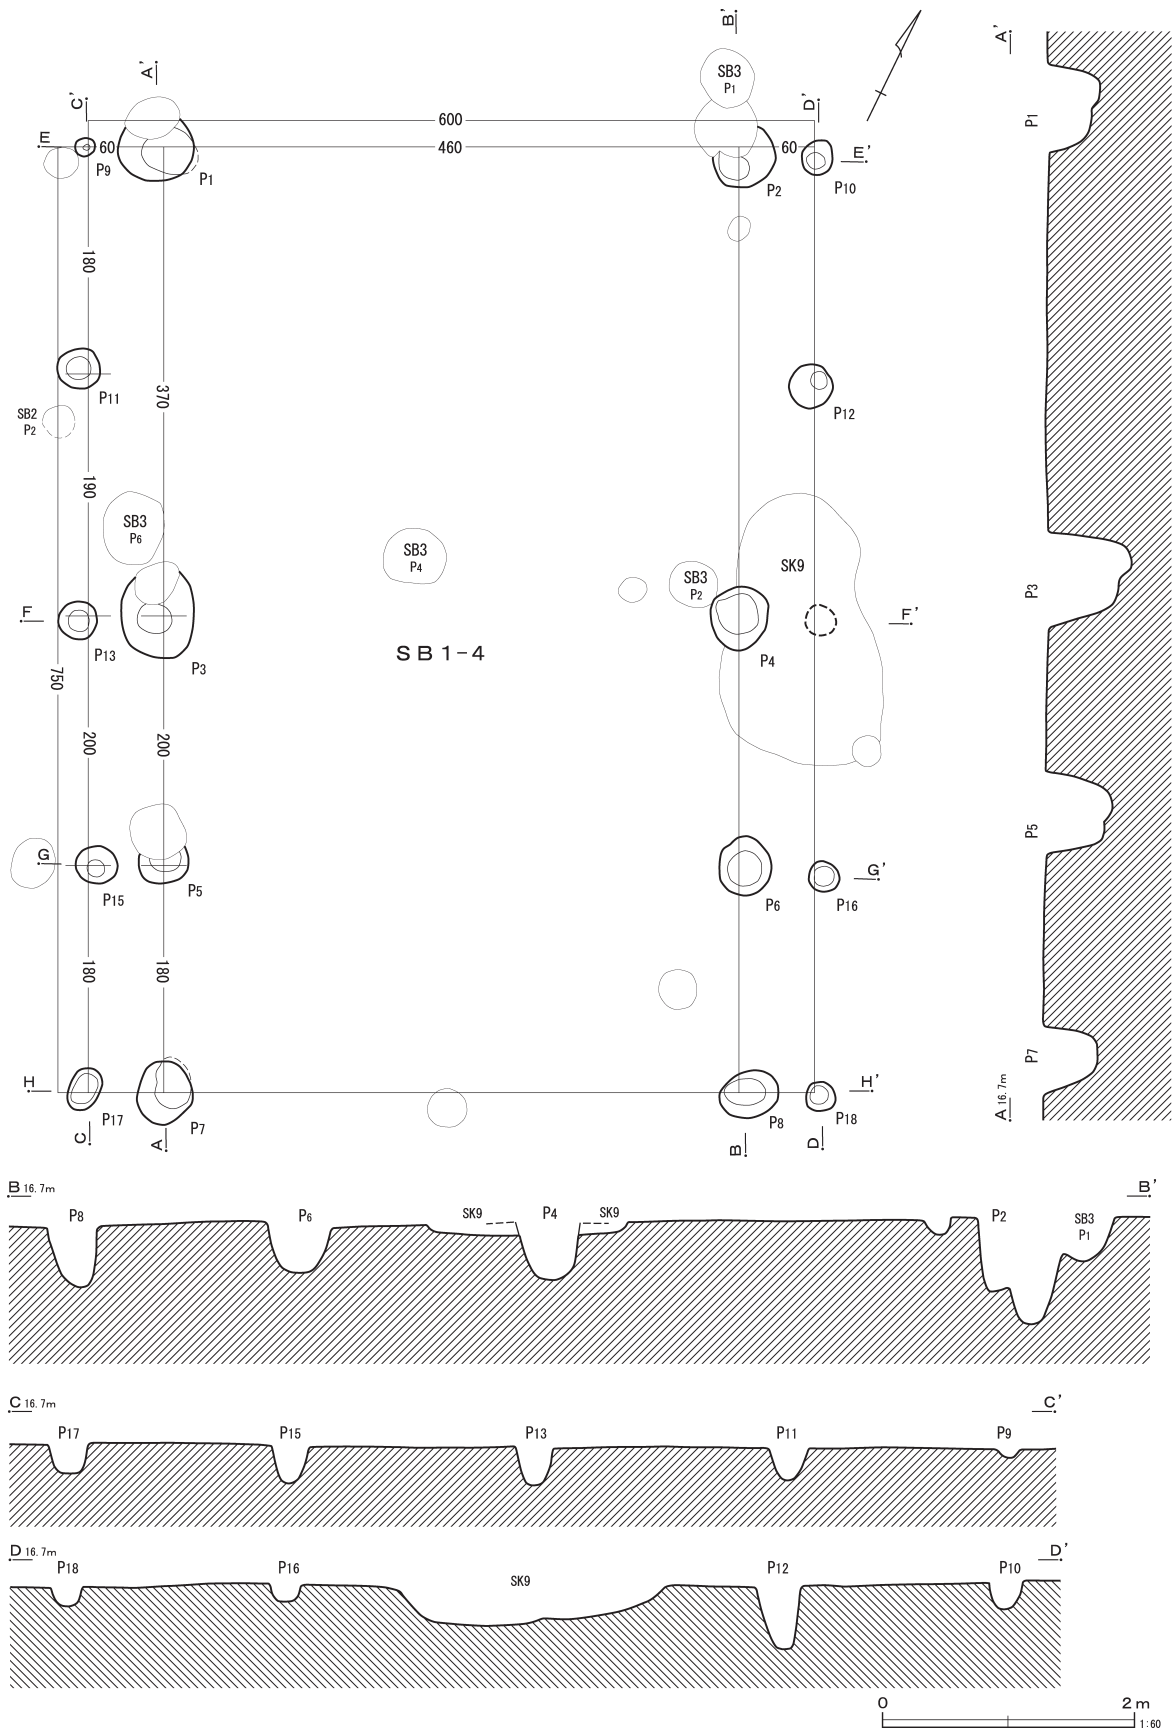 B'
A'
SB3
P1
C'
D'
A'
600
E
60
460
60
E'
P9
P1
P2
P10
P1
180
P11
370
P12
SB2
P2
190
SB3
P6
SB3
P4
SB3
P2
SK9
P3
F
F'
P13
P3
SB1-4
P4
750
200
200
P5
G
G'
P15
P5
P6
P16
180
180
P7
H
H'
P17
P7
P8
P18
C
A
B
D
A 16.7m
B 16.7m
B'
P8
P6
SK9
P4
SK9
P2
SB3
P1
C 16.7m
C'
P17
P15
P13
P11
P9
D 16.7m
D'
P18
P16
SK9
P12
P10
0
2m
1:60